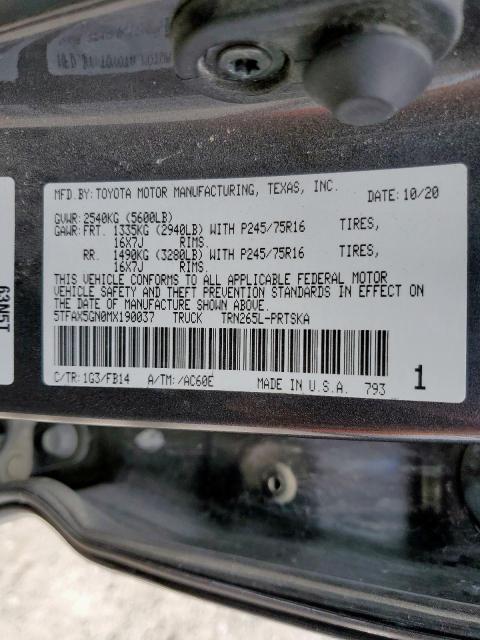 MFD.BY:TOYOTA MOTOR MANUFACTURING, TEXAS, INC. DATE:10/20
GVWR:2540KG (5600LB)
GAWR:FRT. 1335KG (2940LB) WITH P245/75R16 TIRES,
16X7J RIMS.
RR. 1490KG (3280LB) WITH P245/75R16 TIRES,
16X7J RIMS.
THIS VEHICLE CONFORMS TO ALL APPLICABLE FEDERAL MOTOR
VEHICLE SAFETY AND THEFT PREVENTION STANDARDS IN EFFECT ON
THE DATE OF MANUFACTURE SHOWN ABOVE.
5TFAX5GN0MX190037 TRUCK TRN265L-PRTSKA
C/TR:1G3/FB14 A/TM:/AC60E MADE IN U.S.A. 793 1
63N5T